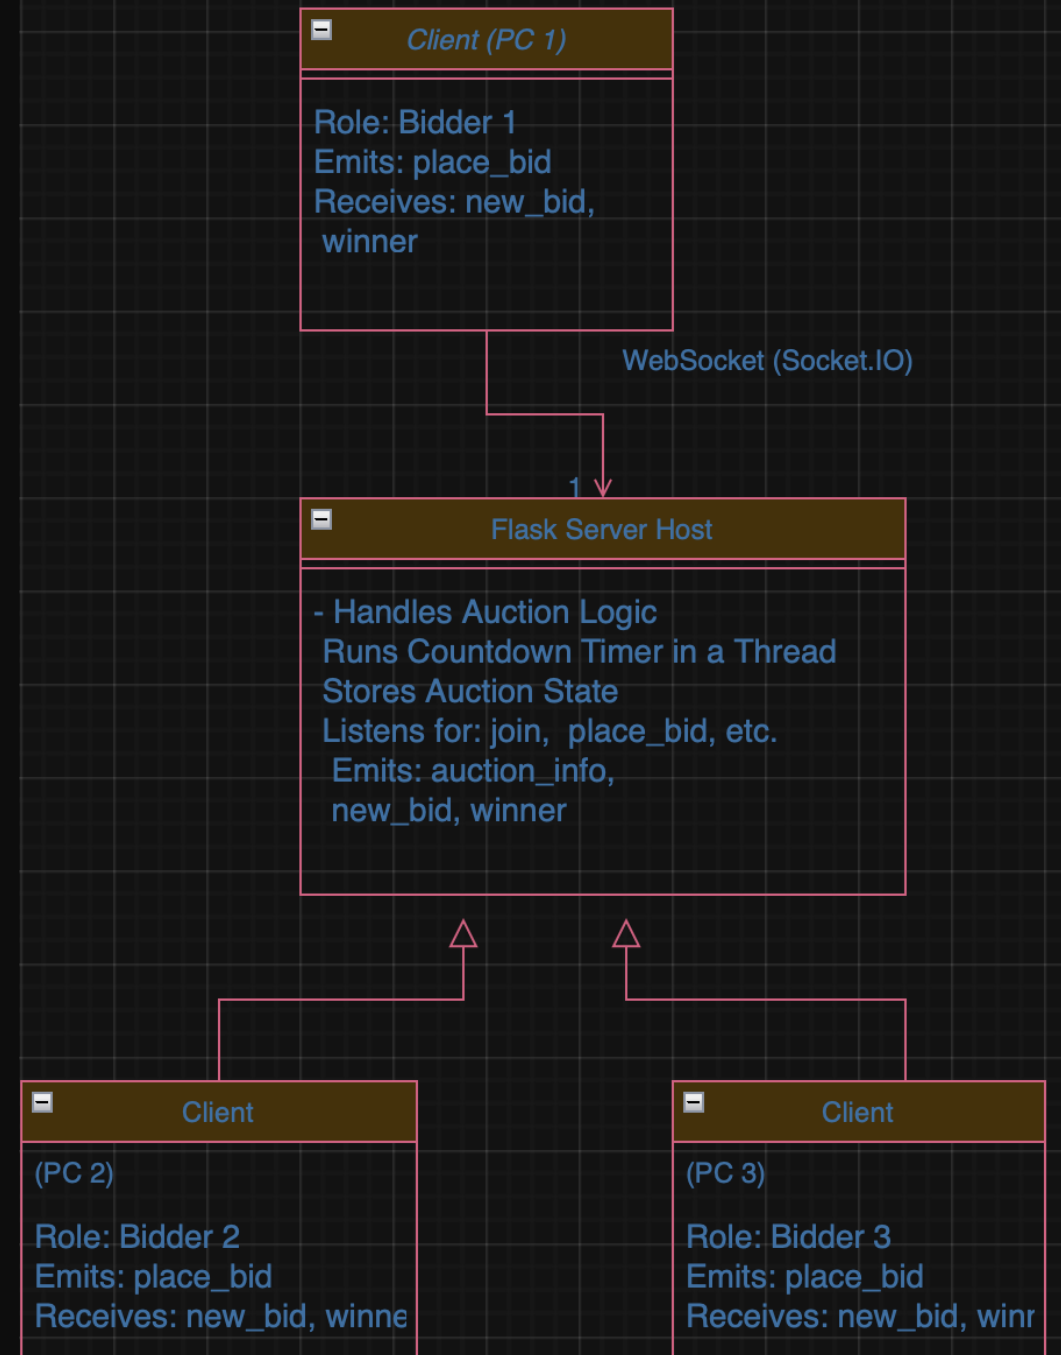 Client (PC 1)
Role: Bidder 1
Emits: place_bid
Receives: new_bid,
winner
WebSocket (Socket.IO)
1
Flask Server Host
- Handles Auction Logic
Runs Countdown Timer in a Thread
Stores Auction State
Listens for: join, place_bid, etc.
Emits: auction_info,
new_bid, winner
Client
(PC 2)
Role: Bidder 2
Emits: place_bid
Receives: new_bid, winne
Client
(PC 3)
Role: Bidder 3
Emits: place_bid
Receives: new_bid, winr